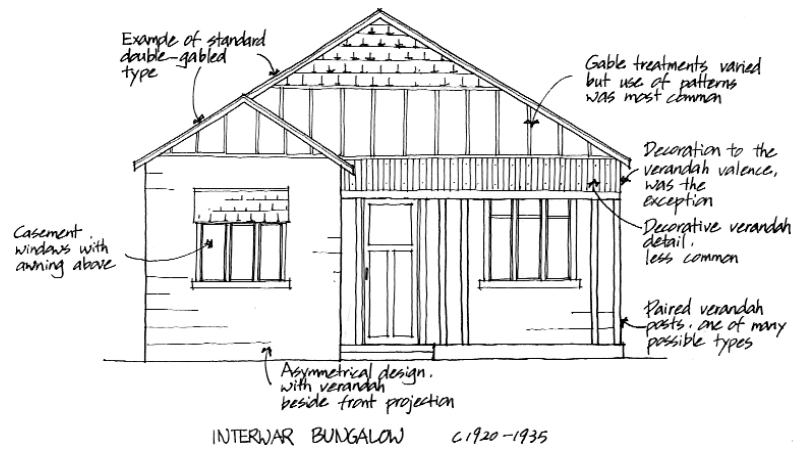 Example of standard
double-gabled
type
Gable treatments varied
but use of patterns
was most common
Decoration to the
verandah valence,
was the
exception
Decorative verandah
detail.
less common
Casement.
windows with
awning above
Paired verandah
posts. one of many
possible types
Asymmetrical design.
with verandah
beside front projection
INTERWAR BUNGALOW c.1920-1935